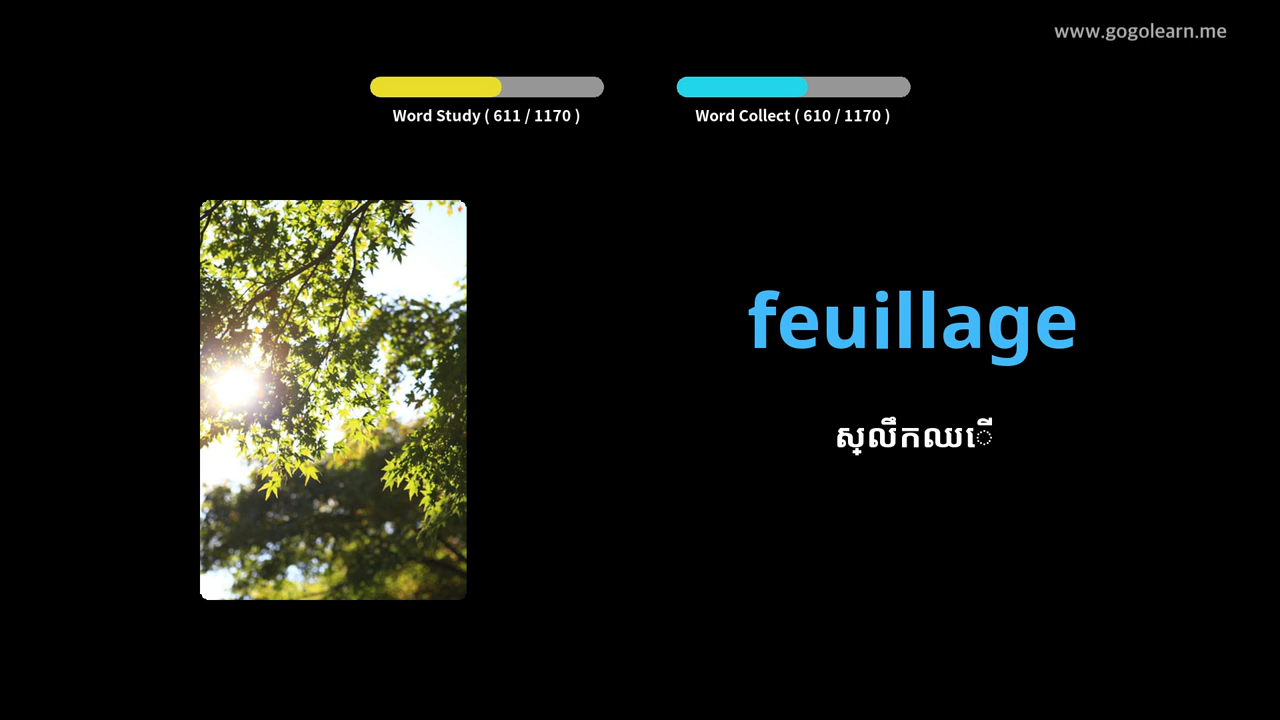 www.gogolearn.me
Word Study ( 611 / 1170 )
Word Collect ( 610 / 1170 )
feuillage
ស្លឹកឈើ